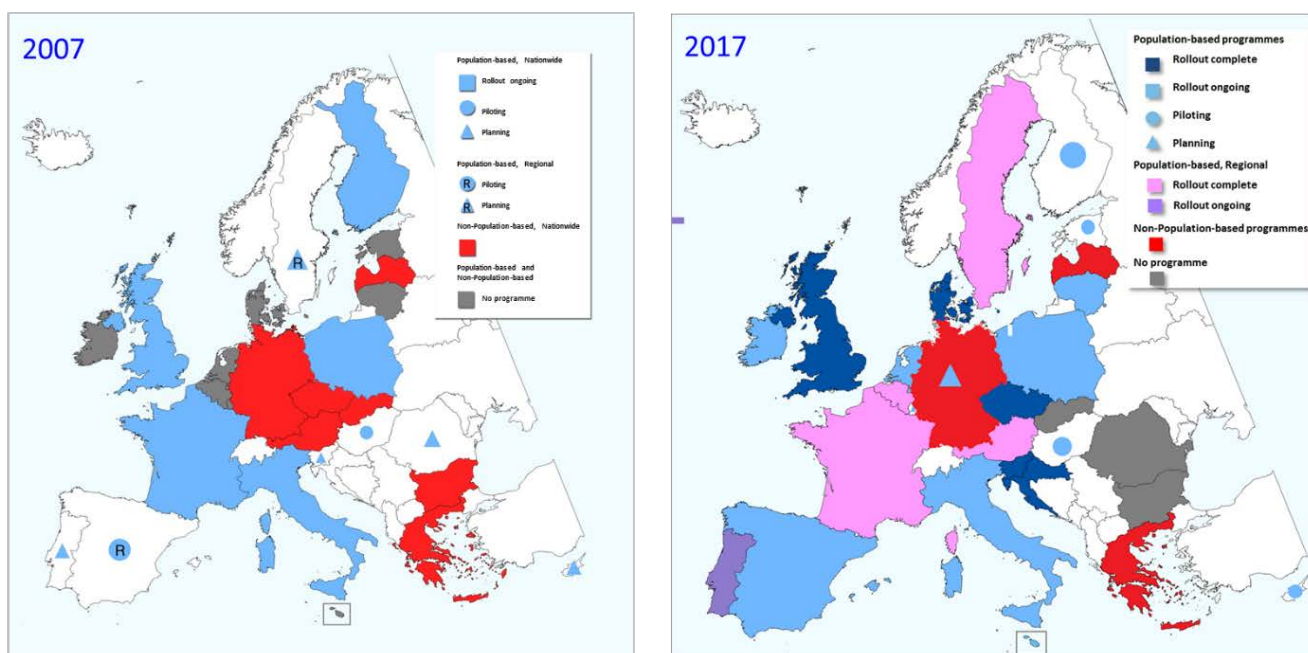 2007
Population-based, Nationwide
Rollout ongoing
Piloting
Planning
Population-based, Regional
R Piloting
R Planning
Non-Population-based, Nationwide
Population-based and
Non-Population-based
No programme
R
R
2017
Population-based programmes
Rollout complete
Rollout ongoing
Piloting
Planning
Population-based, Regional
Rollout complete
Rollout ongoing
Non-Population-based programmes
No programme